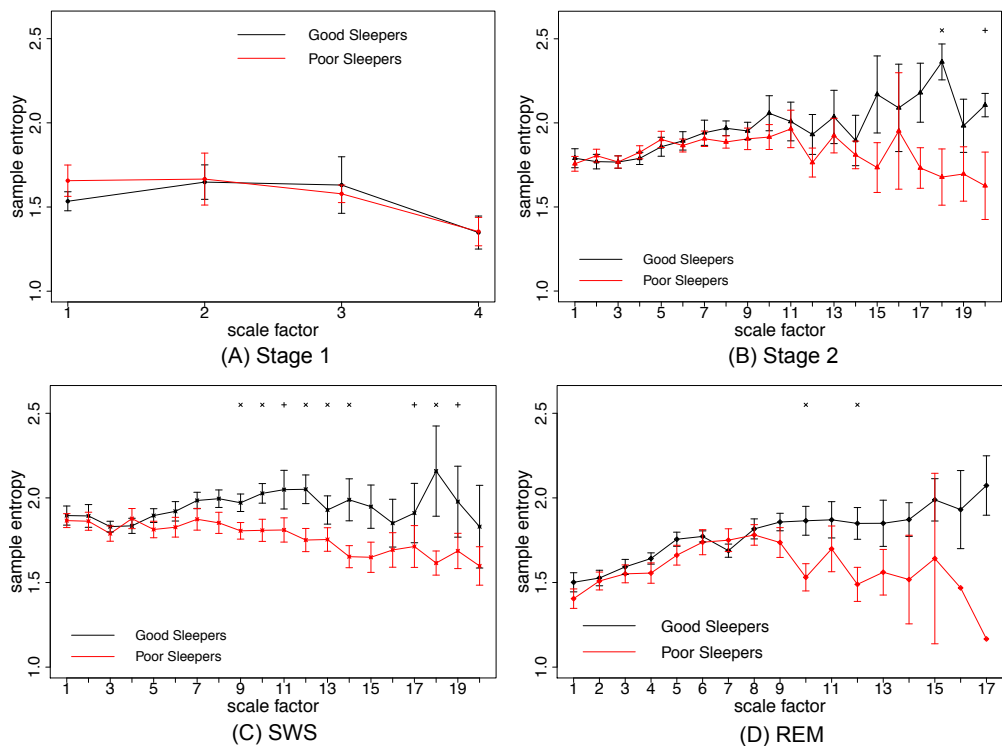 2.5
2.0
1.5
1.0
sample entropy
Good Sleepers
Poor Sleepers
1 2 3 4
scale factor
(A) Stage 1
2.5
2.0
1.5
1.0
sample entropy
× +
Good Sleepers
Poor Sleepers
1 3 5 7 9 11 13 15 17 19
scale factor
(B) Stage 2
2.5
2.0
1.5
1.0
sample entropy
× × + × × × + × +
Good Sleepers
Poor Sleepers
1 3 5 7 9 11 13 15 17 19
scale factor
(C) SWS
2.5
2.0
1.5
1.0
sample entropy
× ×
Good Sleepers
Poor Sleepers
1 2 3 4 5 6 7 8 9 11 13 15 17
scale factor
(D) REM